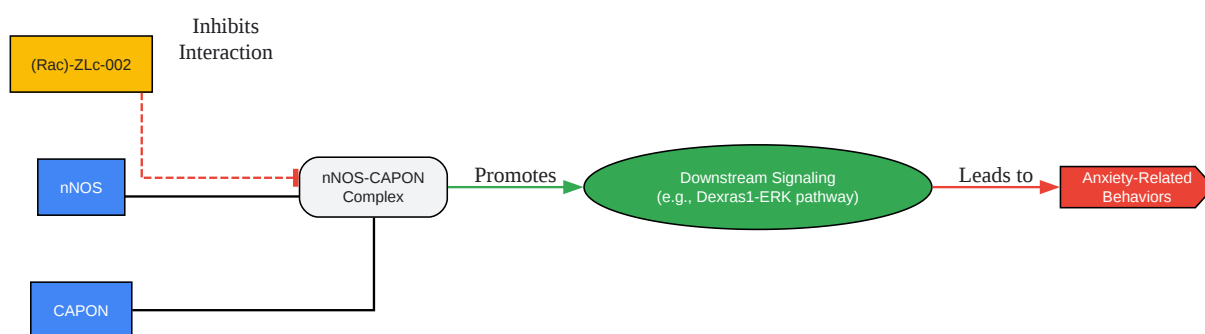 Inhibits
Interaction
(Rac)-ZLc-002
nNOS
CAPON
nNOS-CAPON
Complex
Promotes
Downstream Signaling
(e.g., Dexras1-ERK pathway)
Leads to
Anxiety-Related
Behaviors